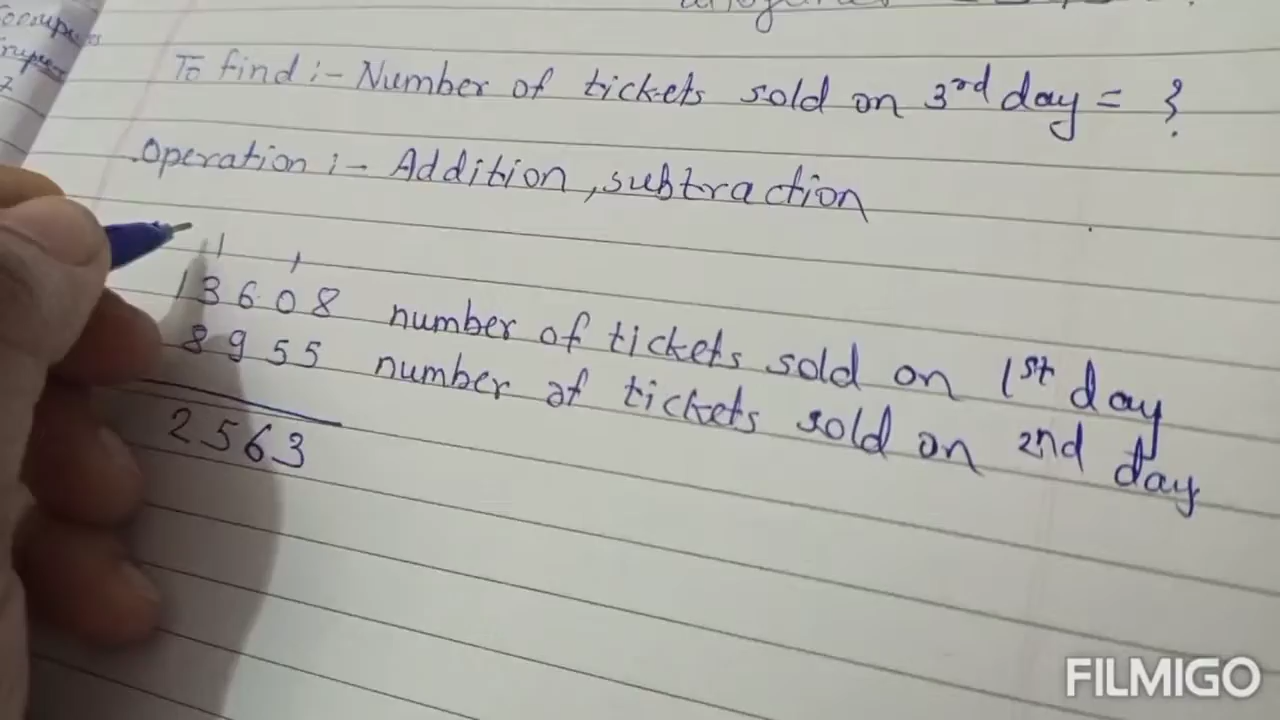 To find :- Number of tickets sold on 3rd day = ?
Operation :- Addition, subtraction
13608 number of tickets sold on 1st day
8955 number of tickets sold on 2nd day
2563
FILMIGO